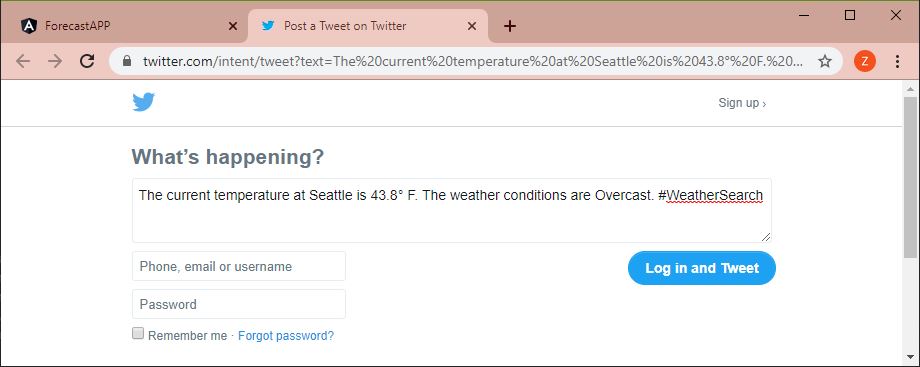 ForecastAPP
Post a Tweet on Twitter
twitter.com/intent/tweet?text=The%20current%20temperature%20at%20Seattle%20is%2043.8°%20F.%20...
Z
Sign up ›
What's happening?
The current temperature at Seattle is 43.8° F. The weather conditions are Overcast. #WeatherSearch
Phone, email or username
Log in and Tweet
Password
Remember me · Forgot password?